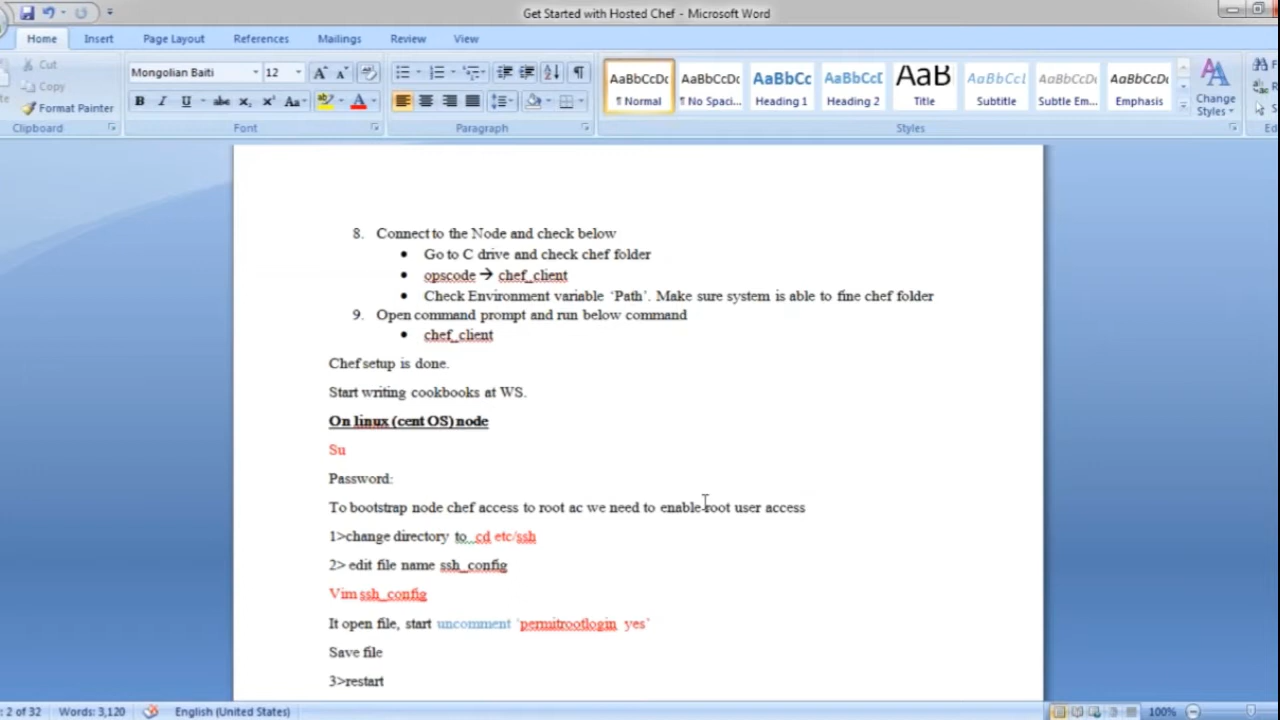 Get Started with Hosted Chef - Microsoft Word
Home Insert Page Layout References Mailings Review View
Cut
Copy
Format Painter
Clipboard
Mongolian Baiti 12
B I U abc x₂ x² Aa A
Font
Paragraph
AaBbCcDc AaBbCcDc AaBbCc AaBbCcI AaB AaBbCcL AaBbCcDc AaBbCcDc
¶ Normal ¶ No Spaci... Heading 1 Heading 2 Title Subtitle Subtle Em... Emphasis
Change
Styles
Styles
8. Connect to the Node and check below
• Go to C drive and check chef folder
• opscode → chef_client
• Check Environment variable ‘Path’. Make sure system is able to fine chef folder
9. Open command prompt and run below command
• chef_client
Chef setup is done.
Start writing cookbooks at WS.
On linux (cent OS) node
Su
Password:
To bootstrap node chef access to root ac we need to enable root user access
1>change directory to cd etc/ssh
2> edit file name ssh_config
Vim ssh_config
It open file, start uncomment ‘permitrootlogin yes’
Save file
3>restart
: 2 of 32 Words: 3,120 English (United States) 100%